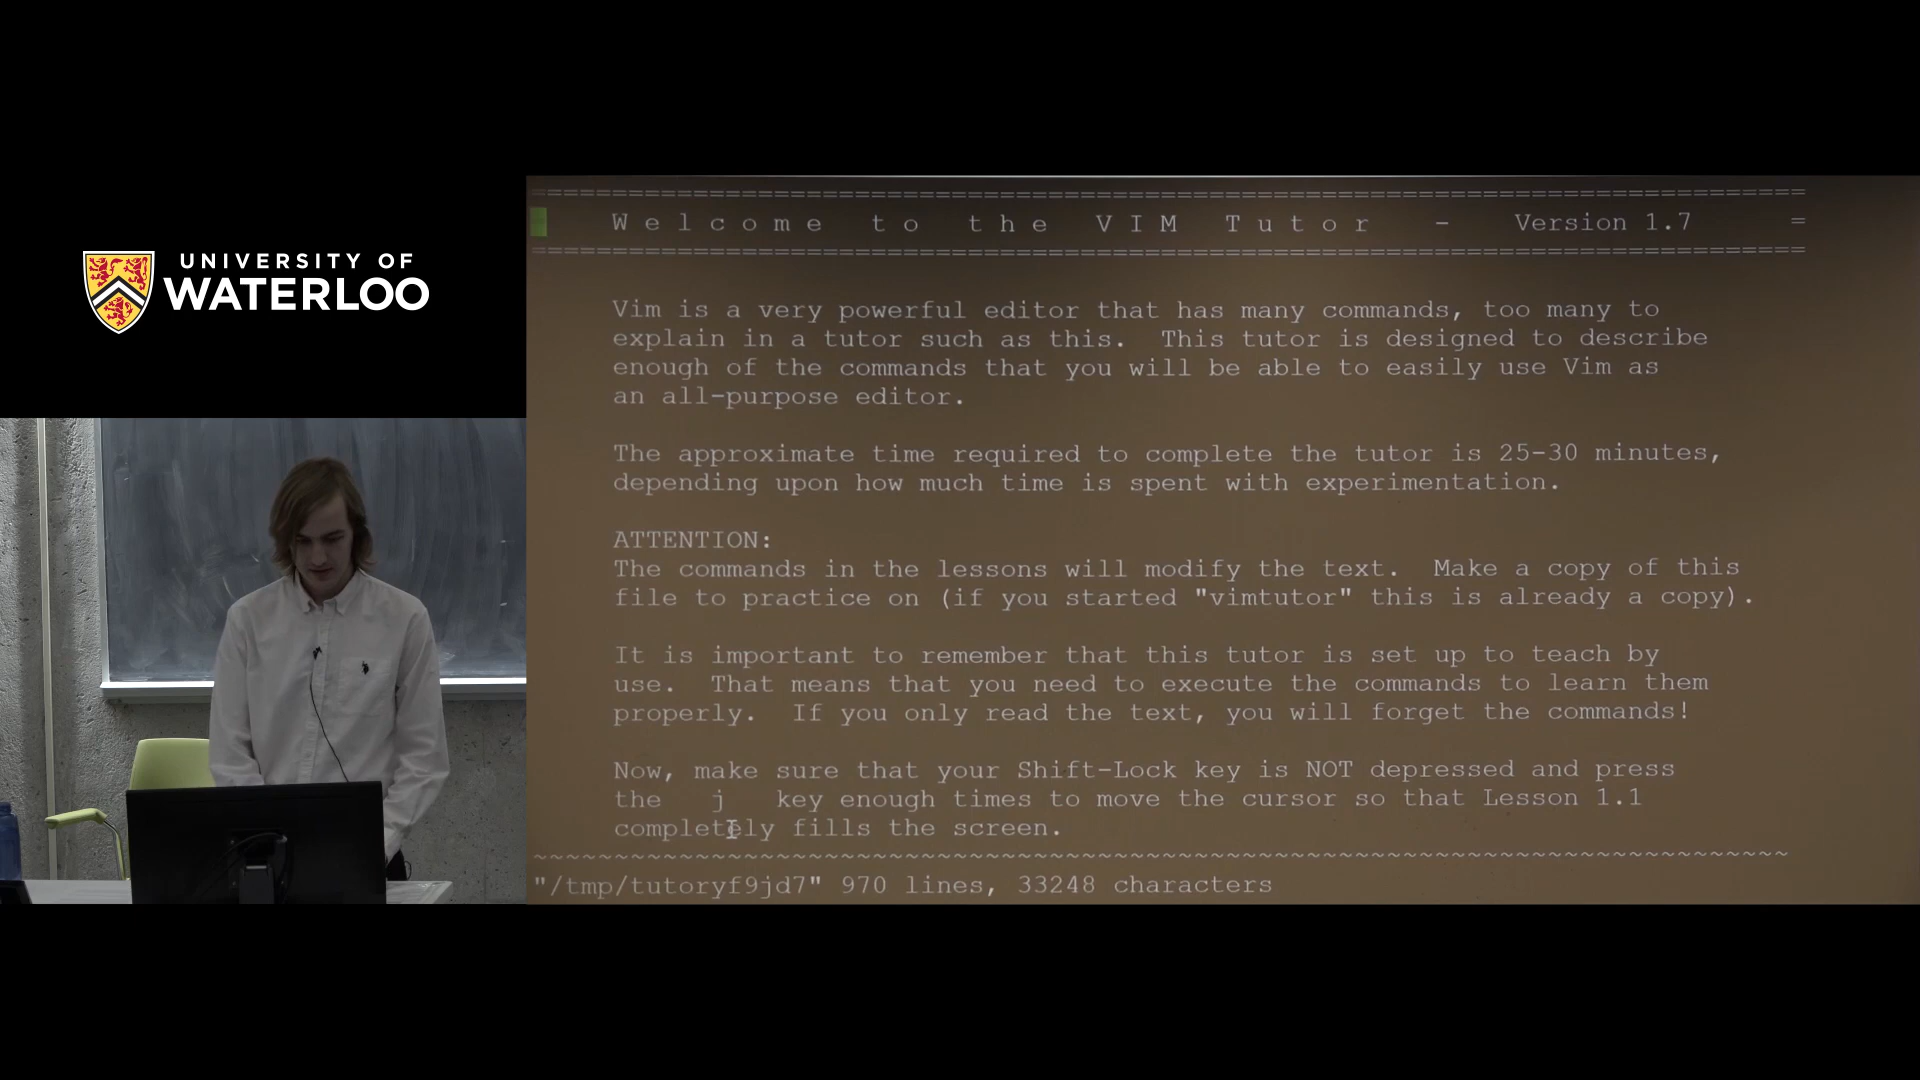 UNIVERSITY OF
WATERLOO
==============================================================================
=    W e l c o m e   t o   t h e   V I M   T u t o r    -    Version 1.7      =
==============================================================================
Vim is a very powerful editor that has many commands, too many to
explain in a tutor such as this.  This tutor is designed to describe
enough of the commands that you will be able to easily use Vim as
an all-purpose editor.
The approximate time required to complete the tutor is 25-30 minutes,
depending upon how much time is spent with experimentation.
ATTENTION:
The commands in the lessons will modify the text.  Make a copy of this
file to practice on (if you started "vimtutor" this is already a copy).
It is important to remember that this tutor is set up to teach by
use.  That means that you need to execute the commands to learn them
properly.  If you only read the text, you will forget the commands!
Now, make sure that your Shift-Lock key is NOT depressed and press
the   j   key enough times to move the cursor so that Lesson 1.1
completely fills the screen.
~~~~~~~~~~~~~~~~~~~~~~~~~~~~~~~~~~~~~~~~~~~~~~~~~~~~~~~~~~~~~~~~~~~~~~~~~~~~~~
"/tmp/tutoryf9jd7" 970 lines, 33248 characters